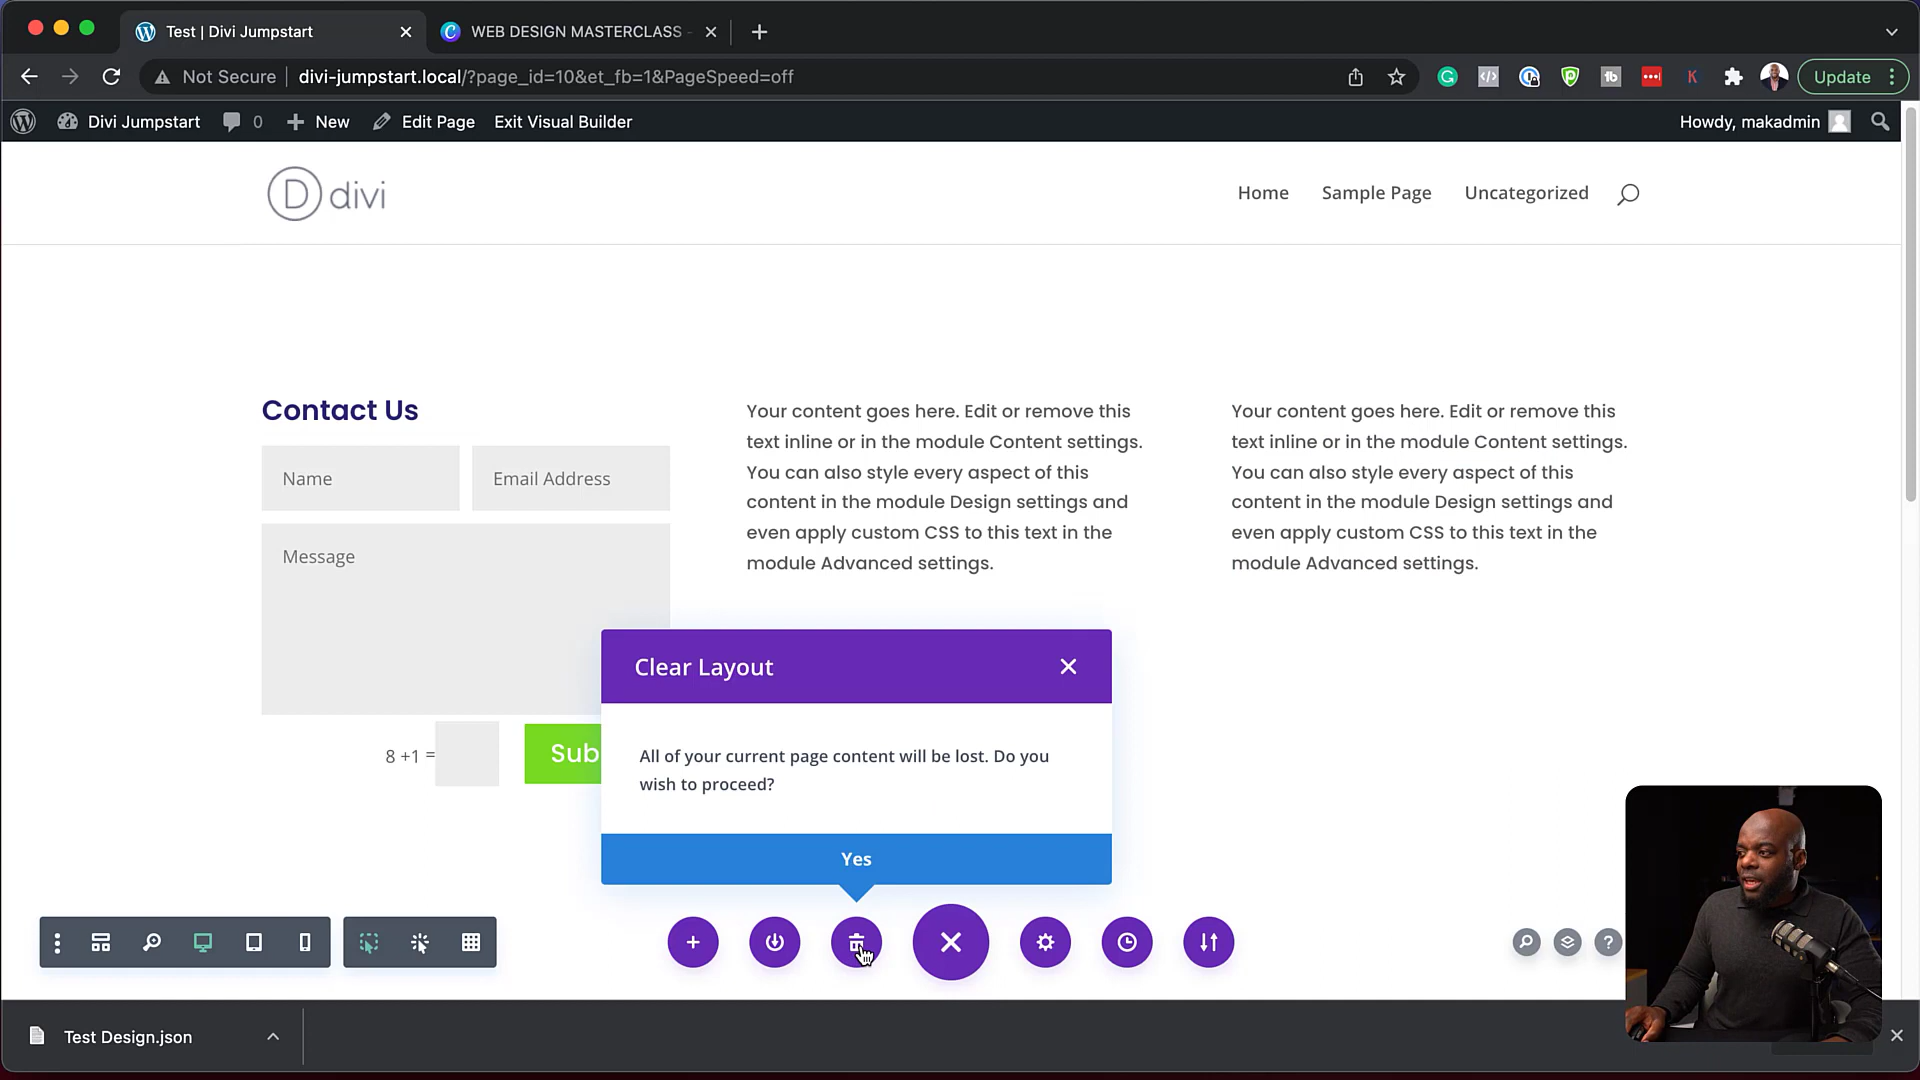 Test | Divi Jumpstart
WEB DESIGN MASTERCLASS -
Not Secure
divi-jumpstart.local/?page_id=10&et_fb=1&PageSpeed=off
Update
Divi Jumpstart
0
New
Edit Page
Exit Visual Builder
Howdy, makadmin
D divi
Home
Sample Page
Uncategorized
Contact Us
Name
Email Address
Message
8 +1 =
Sub
Your content goes here. Edit or remove this
text inline or in the module Content settings.
You can also style every aspect of this
content in the module Design settings and
even apply custom CSS to this text in the
module Advanced settings.
Your content goes here. Edit or remove this
text inline or in the module Content settings.
You can also style every aspect of this
content in the module Design settings and
even apply custom CSS to this text in the
module Advanced settings.
Clear Layout
All of your current page content will be lost. Do you
wish to proceed?
Yes
Test Design.json